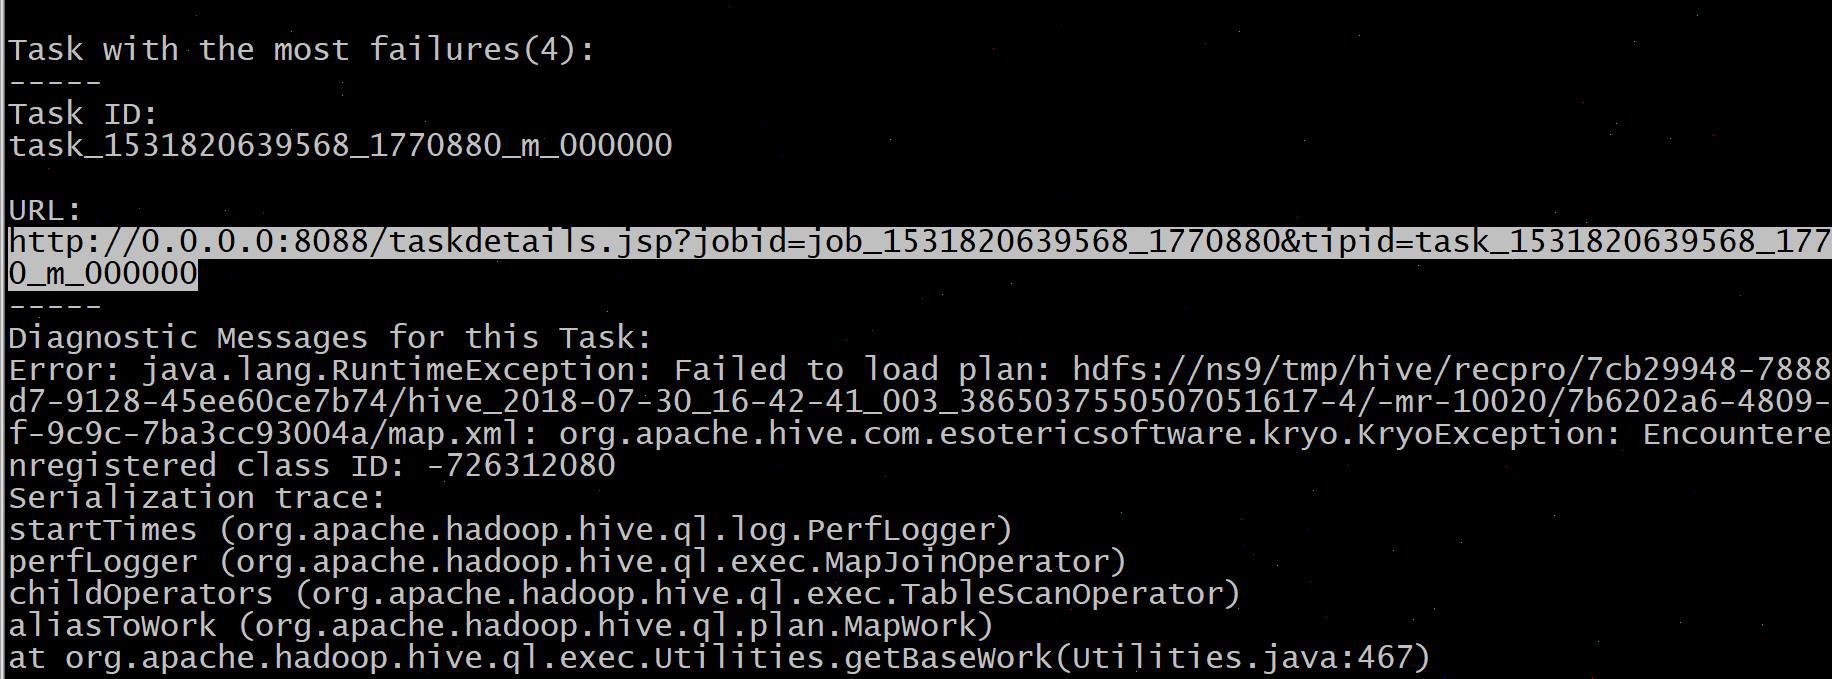 Task with the most failures(4):
-----
Task ID:
task_1531820639568_1770880_m_000000
URL:
http://0.0.0.0:8088/taskdetails.jsp?jobid=job_1531820639568_1770880&tipid=task_1531820639568_177
0_m_000000
-----
Diagnostic Messages for this Task:
Error: java.lang.RuntimeException: Failed to load plan: hdfs://ns9/tmp/hive/recpro/7cb29948-7888
d7-9128-45ee60ce7b74/hive_2018-07-30_16-42-41_003_3865037550507051617-4/-mr-10020/7b6202a6-4809-
f-9c9c-7ba3cc93004a/map.xml: org.apache.hive.com.esotericsoftware.kryo.KryoException: Encountere
nregistered class ID: -726312080
Serialization trace:
startTimes (org.apache.hadoop.hive.ql.log.PerfLogger)
perfLogger (org.apache.hadoop.hive.ql.exec.MapJoinOperator)
childOperators (org.apache.hadoop.hive.ql.exec.TableScanOperator)
aliasToWork (org.apache.hadoop.hive.ql.plan.MapWork)
at org.apache.hadoop.hive.ql.exec.Utilities.getBaseWork(Utilities.java:467)